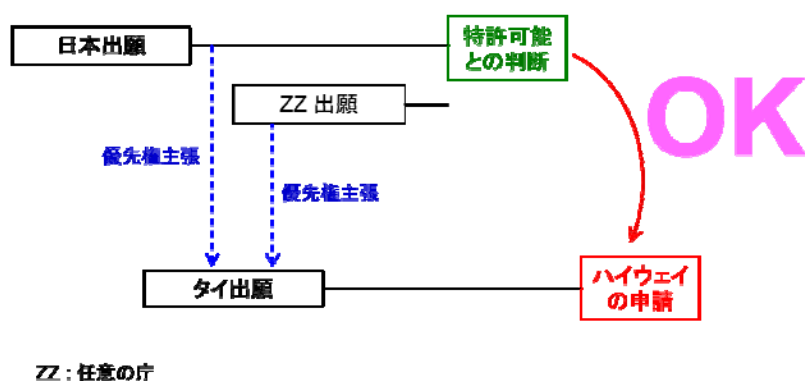 日本出願
特許可能
との判断
OK
ZZ 出願
優先権主張
優先権主張
タイ出願
ハイウェイ
の申請
ZZ：任意の庁